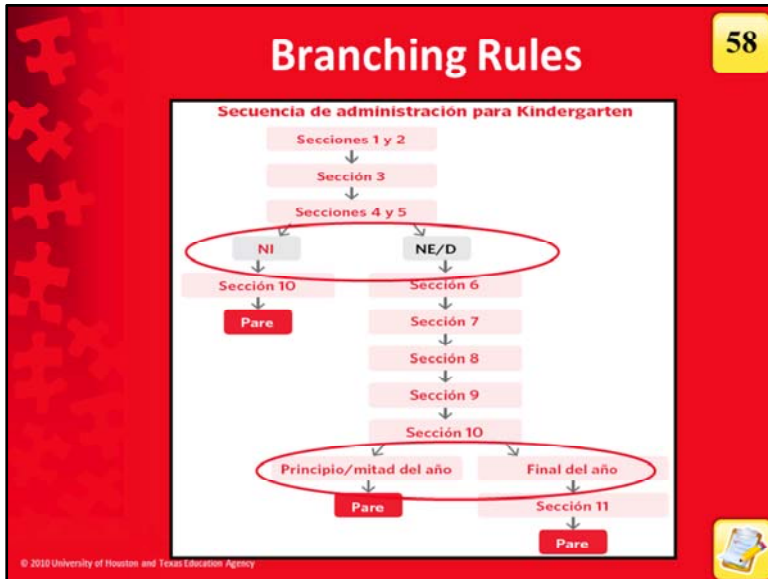 Branching Rules
58
Secuencia de administración para Kindergarten
Secciones 1 y 2
Sección 3
Secciones 4 y 5
NI
NE/D
Sección 10
Sección 6
Pare
Sección 7
Sección 8
Sección 9
Sección 10
Principio/mitad del año
Final del año
Pare
Sección 11
Pare
© 2010 University of Houston and Texas Education Agency